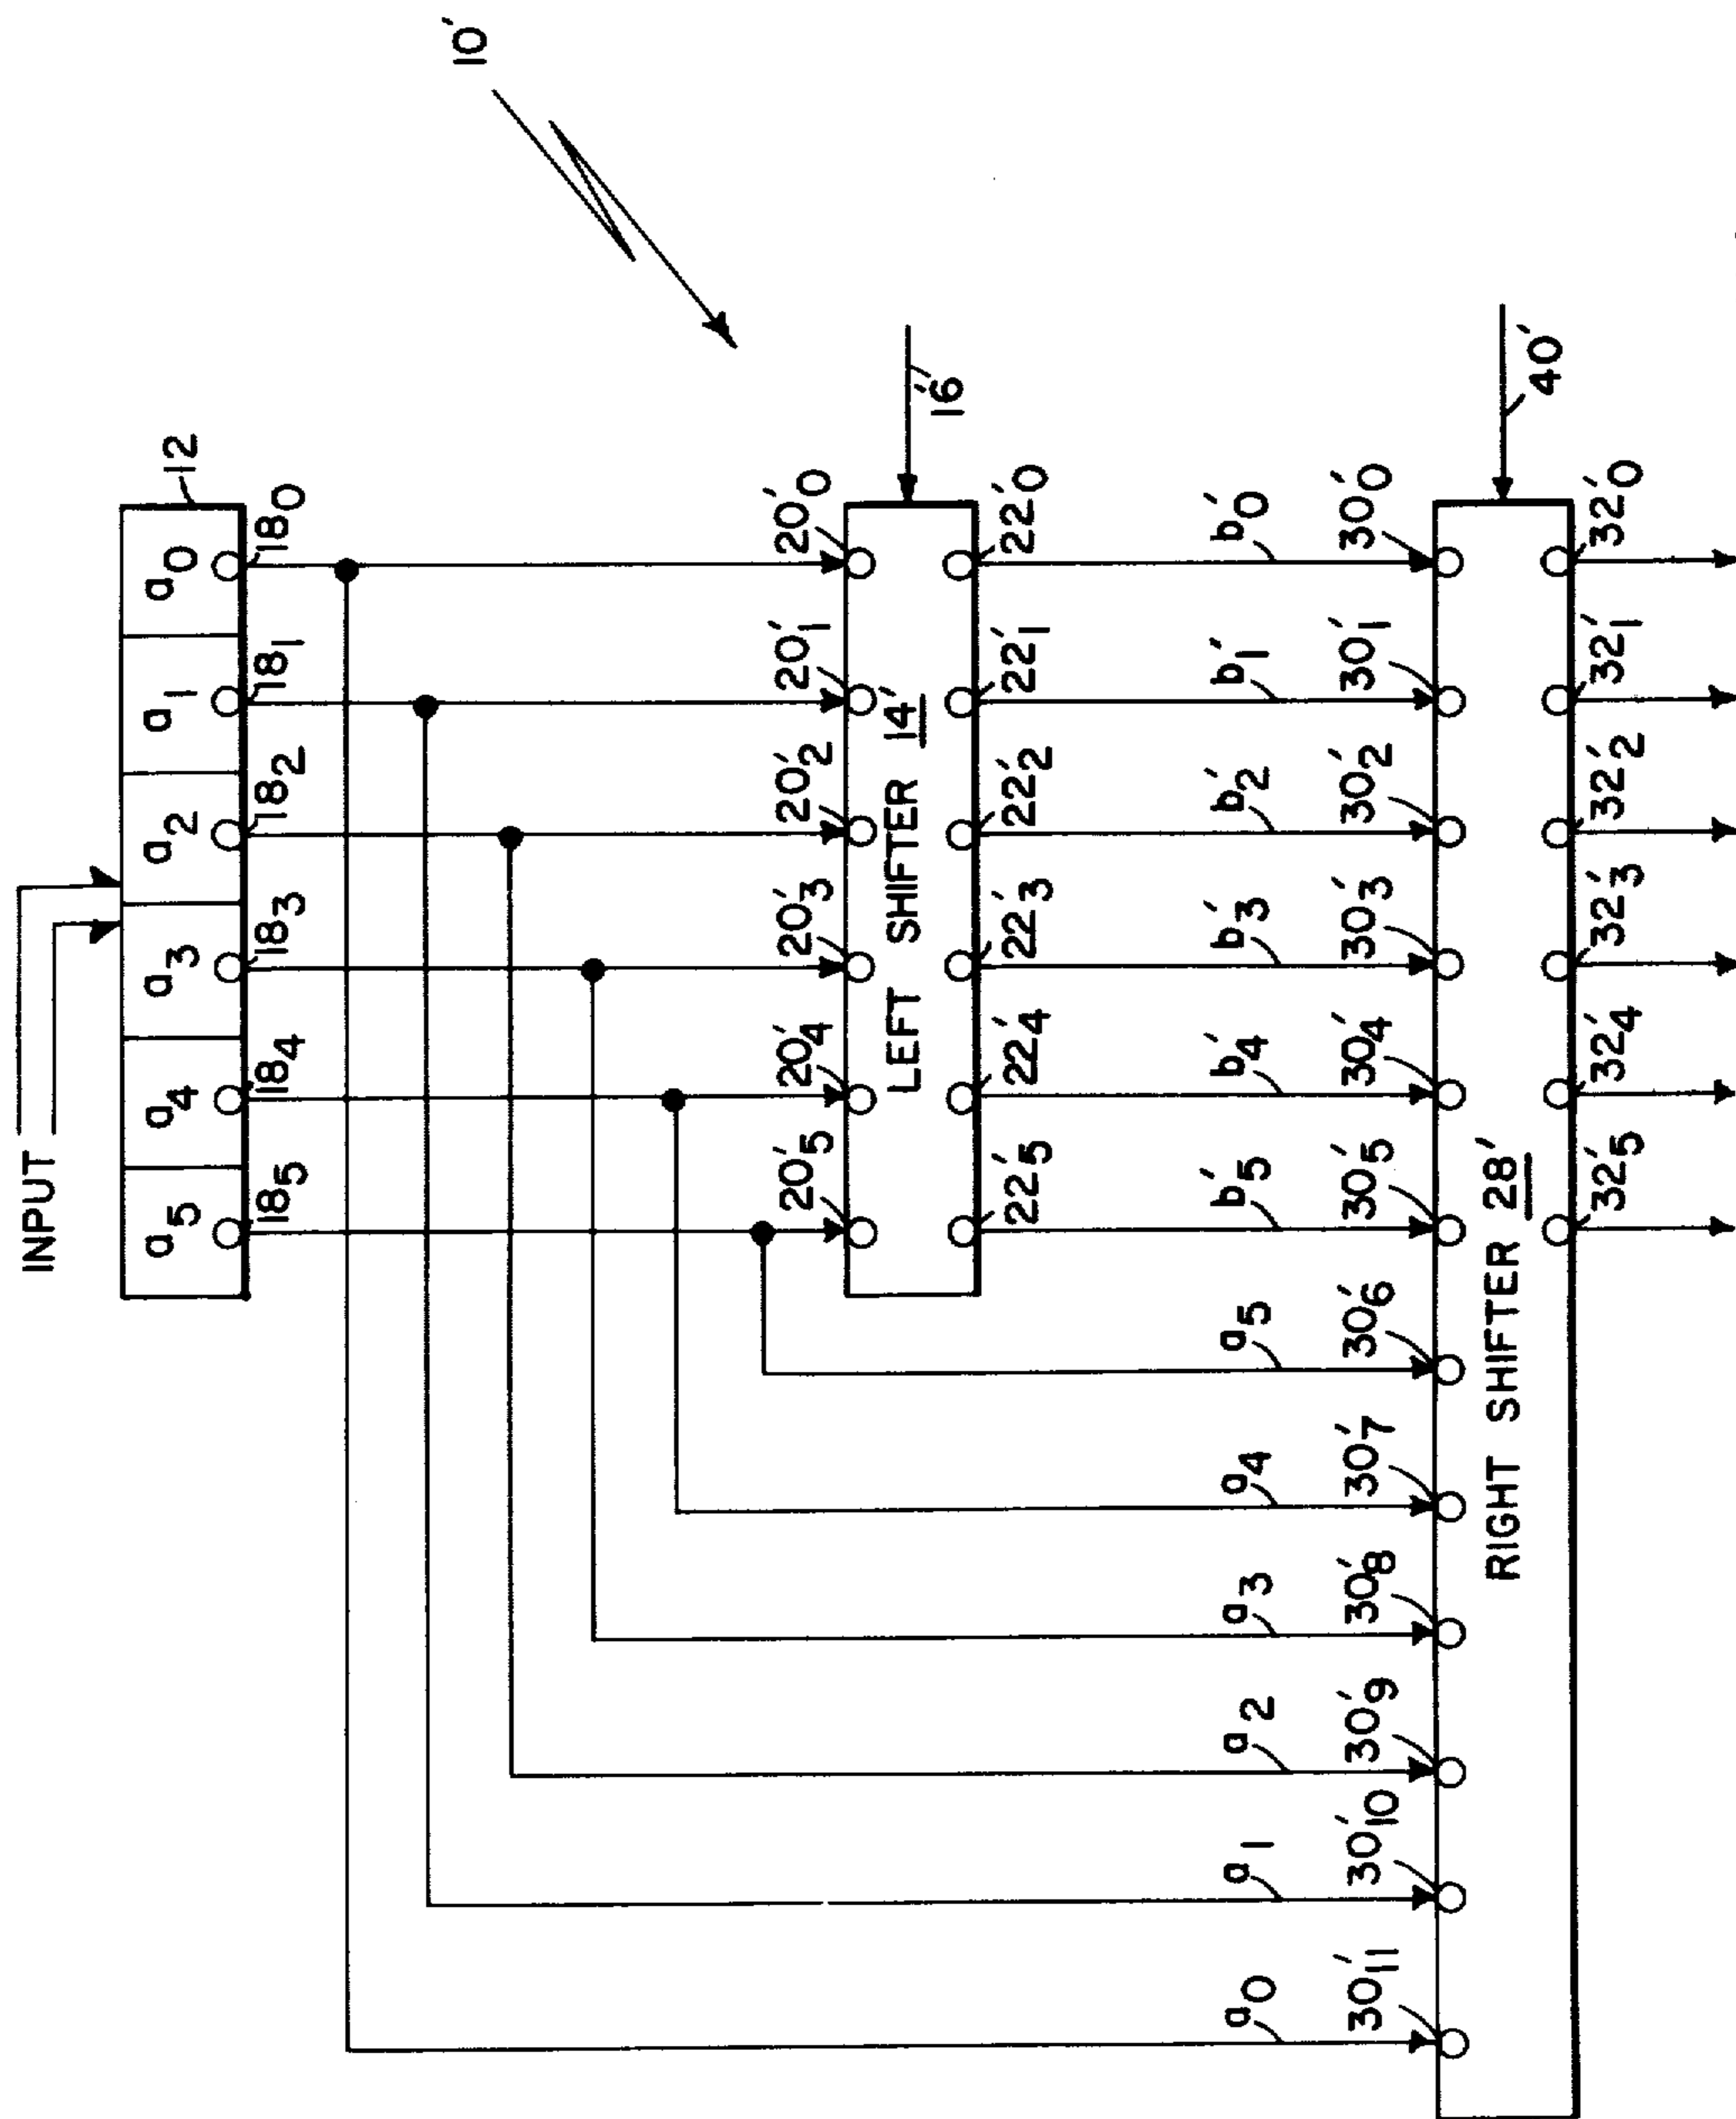 10'
INPUT
12
a5 a4 a3 a2 a1 a0
185 184 183 182 181 180
20'5 20'4 20'3 20'2 20'1 20'0
LEFT SHIFTER 14'
16'
22'5 22'4 22'3 22'2 22'1 22'0
a0 a1 a2 a3 a4 a5 b'5 b'4 b'3 b'2 b'1 b'0
30'11 30'10 30'9 30'8 30'7 30'6 30'5 30'4 30'3 30'2 30'1 30'0
RIGHT SHIFTER 28'
40'
32'5 32'4 32'3 32'2 32'1 32'0